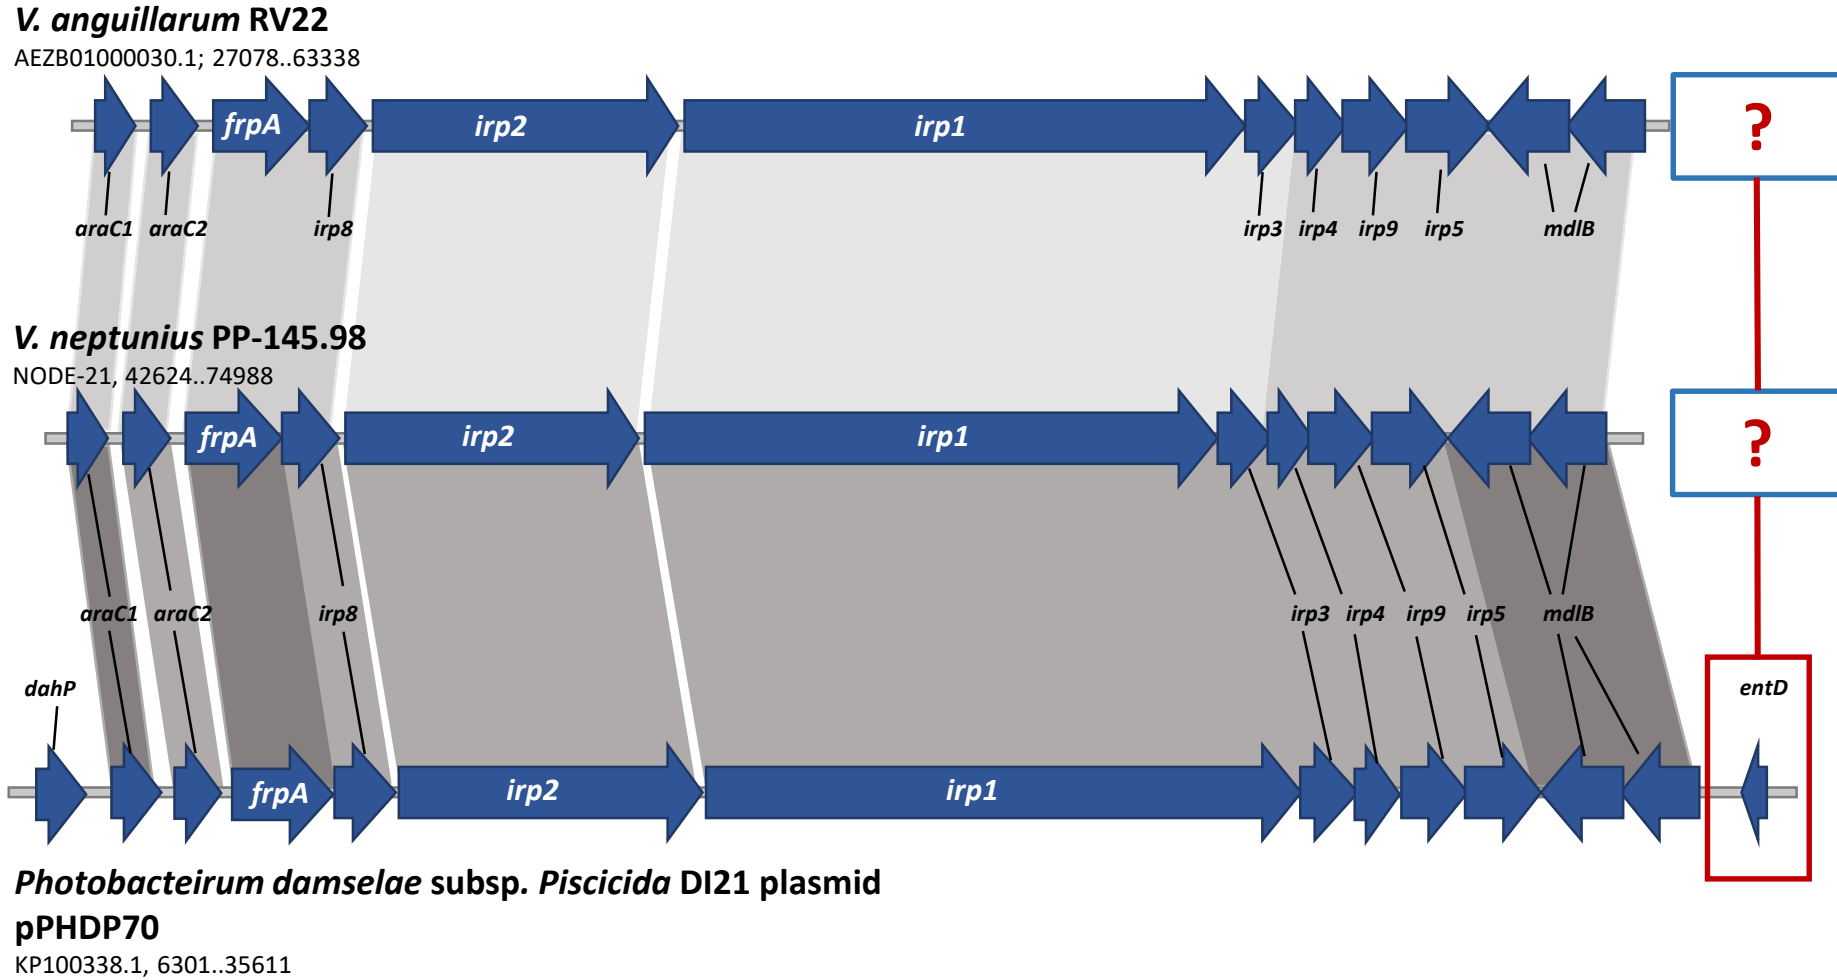 V. anguillarum RV22
AEZB01000030.1; 27078..63338
frpA irp2 irp1 ?
araC1 araC2 irp8 irp3 irp4 irp9 irp5 mdlB
V. neptunius PP-145.98
NODE-21, 42624..74988
frpA irp2 irp1 ?
araC1 araC2 irp8 irp3 irp4 irp9 irp5 mdlB
dahP entD
frpA irp2 irp1
Photobacteirum damselae subsp. Piscicida DI21 plasmid
pPHDP70
KP100338.1, 6301..35611